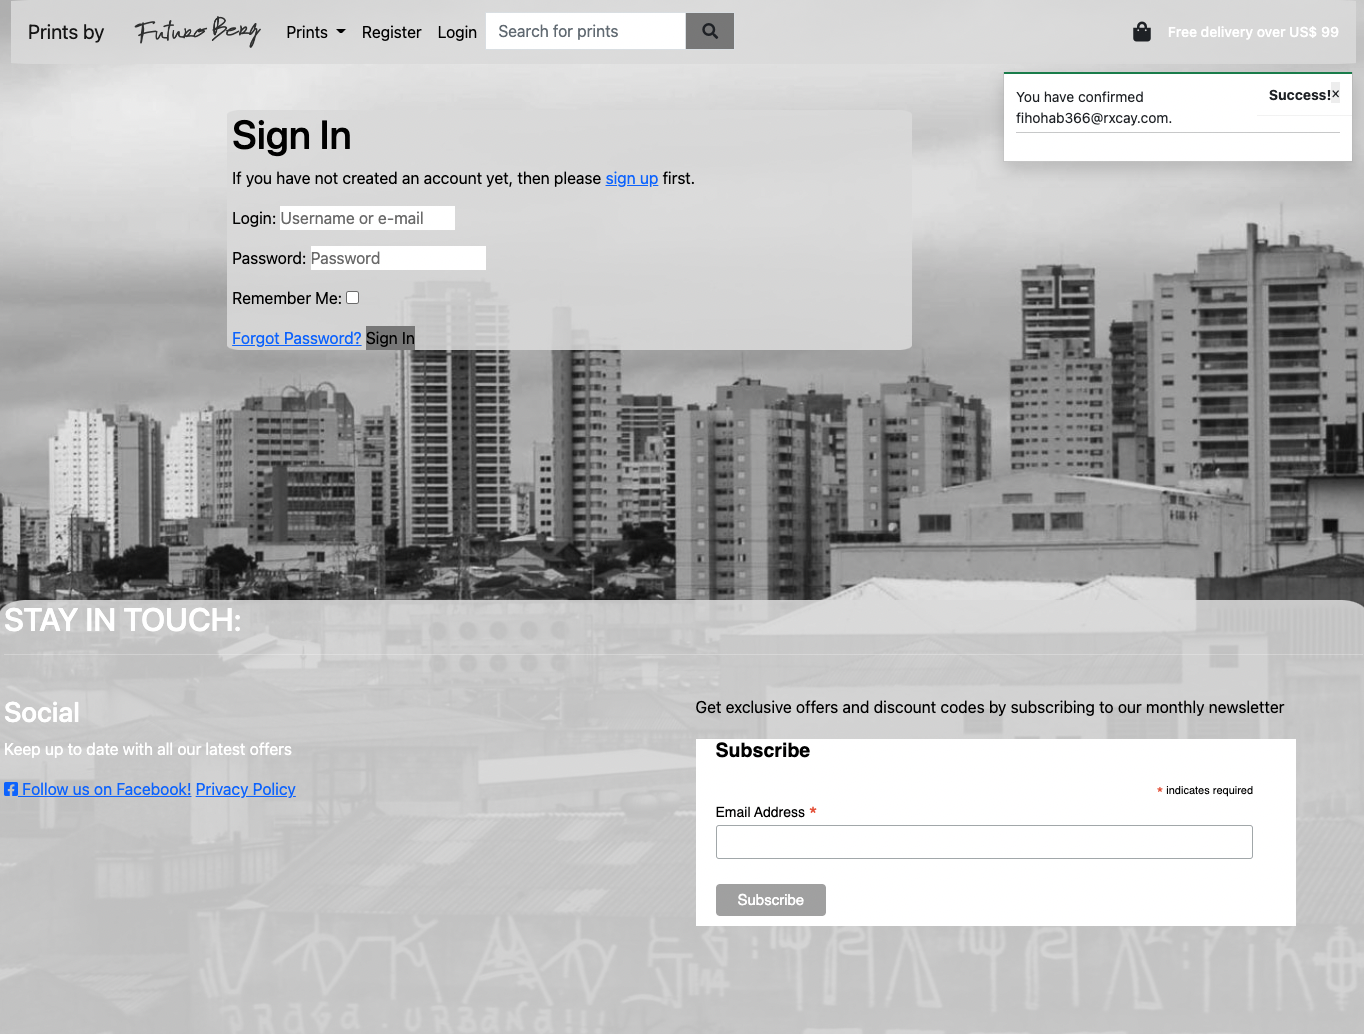 Prints by Futuro Berg Prints Register Login Search for prints Free delivery over US$ 99
Success!×
You have confirmed
fihohab366@rxcay.com.
Sign In
If you have not created an account yet, then please sign up first.
Login: Username or e-mail
Password: Password
Remember Me:
Forgot Password? Sign In
STAY IN TOUCH:
Social
Keep up to date with all our latest offers
Follow us on Facebook! Privacy Policy
Get exclusive offers and discount codes by subscribing to our monthly newsletter
Subscribe
* indicates required
Email Address *
Subscribe